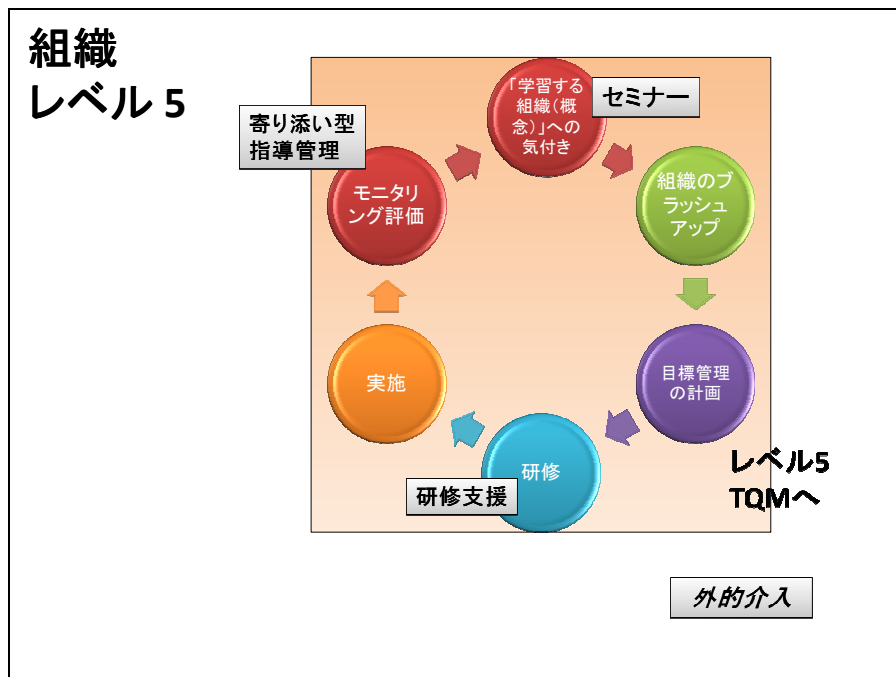 組織
レベル 5
「学習する
組織（概
念）」への
気付き
セミナー
寄り添い型
指導管理
モニタリ
ング評価
組織のブ
ラッシュ
アップ
実施
目標管理
の計画
研修
研修支援
レベル5
TQMへ
外的介入